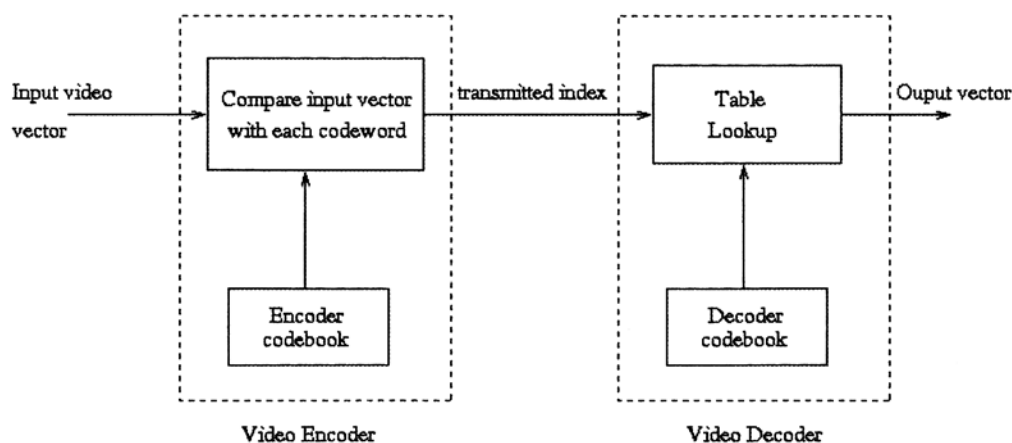 Input video
vector
Compare input vector
with each codeword
transmitted index
Table
Lookup
Ouput vector
Encoder
codebook
Decoder
codebook
Video Encoder
Video Decoder